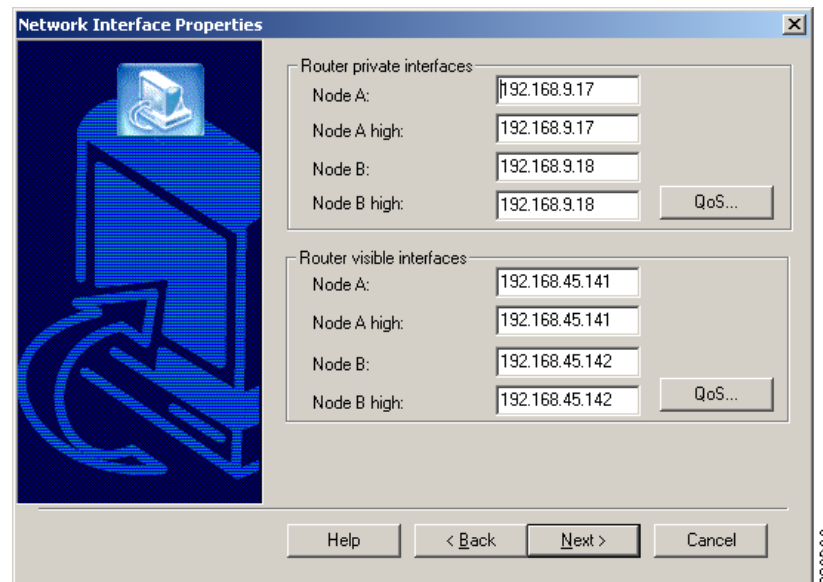 Network Interface Properties
Router private interfaces
Node A: 192.168.9.17
Node A high: 192.168.9.17
Node B: 192.168.9.18
Node B high: 192.168.9.18 QoS...
Router visible interfaces
Node A: 192.168.45.141
Node A high: 192.168.45.141
Node B: 192.168.45.142
Node B high: 192.168.45.142 QoS...
Help < Back Next > Cancel